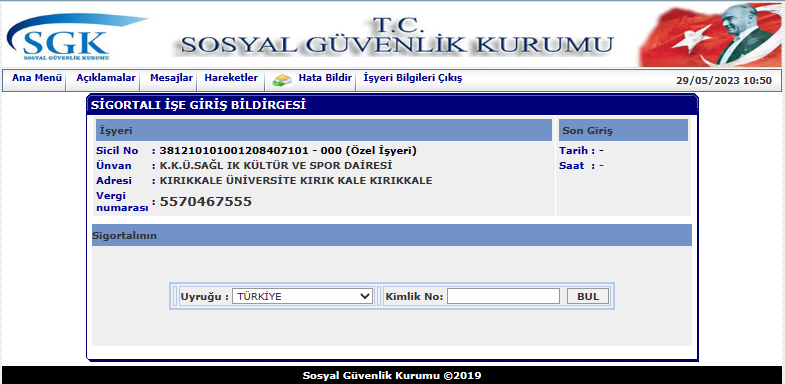 SGK
SOSYAL GÜVENLİK KURUMU
T.C.
SOSYAL GÜVENLİK KURUMU
Ana Menü Açıklamalar Mesajlar Hareketler Hata Bildir İşyeri Bilgileri Çıkış 29/05/2023 10:50
SİGORTALI İŞE GİRİŞ BİLDİRGESİ
İşyeri Son Giriş
Sicil No : 381210101001208407101 - 000 (Özel İşyeri) Tarih : -
Ünvan : K.K.Ü.SAĞL IK KÜLTÜR VE SPOR DAİRESİ Saat : -
Adresi : KIRIKKALE ÜNİVERSİTE KIRIK KALE KIRIKKALE
Vergi
numarası : 5570467555
Sigortalının
Uyruğu : TÜRKİYE Kimlik No: BUL
Sosyal Güvenlik Kurumu ©2019